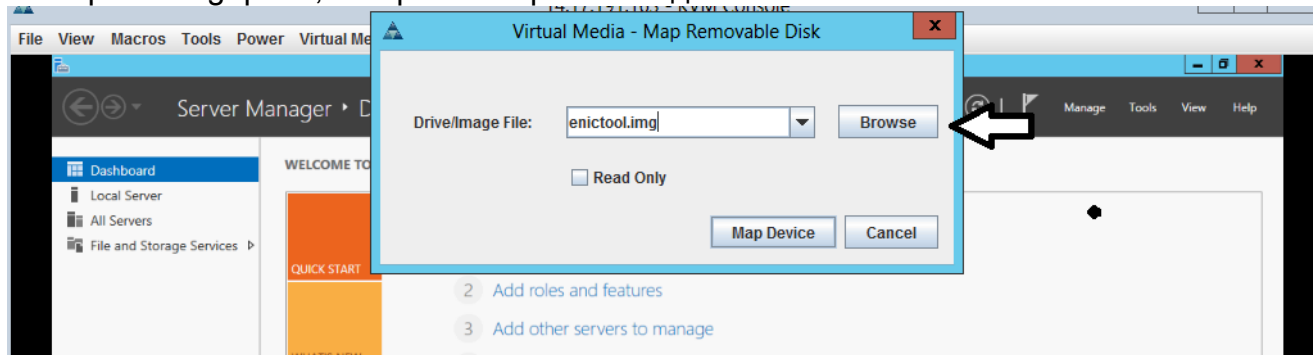 KVM Console
File View Macros Tools Power Virtual Me
Virtual Media - Map Removable Disk
x
Server Manager
Manage Tools View Help
Drive/Image File: enictool.img Browse
Read Only
Map Device Cancel
Dashboard
Local Server
All Servers
File and Storage Services
WELCOME TO
QUICK START
2 Add roles and features
3 Add other servers to manage